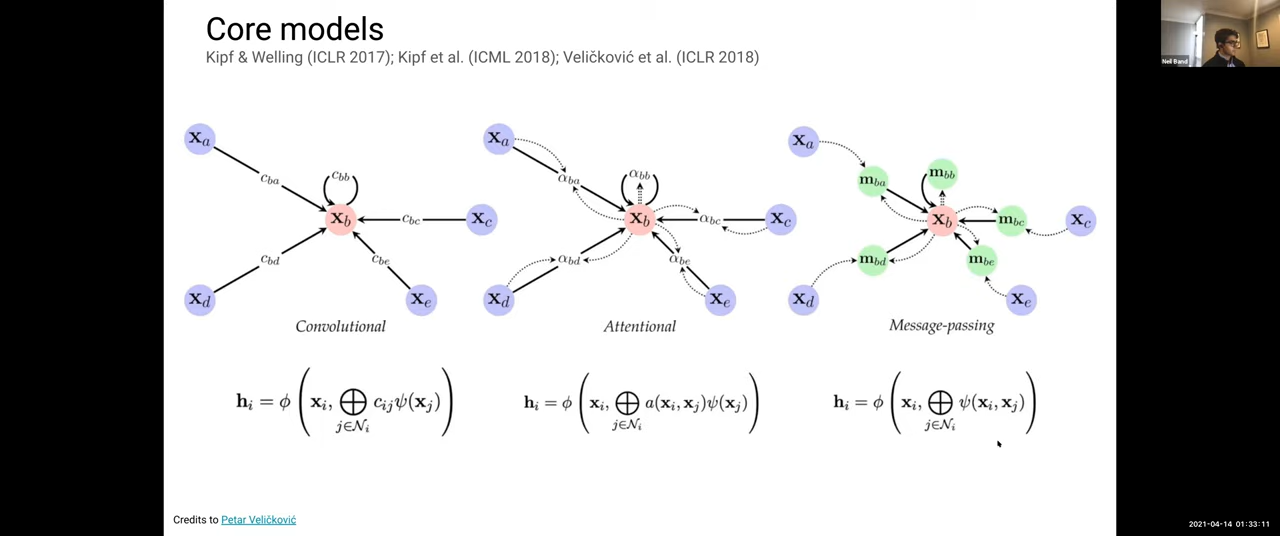 Core models
Kipf & Welling (ICLR 2017); Kipf et al. (ICML 2018); Veličković et al. (ICLR 2018)
Neil Band
x_a
c_ba
c_bb
x_b
c_bc
x_c
c_bd
c_be
x_d
x_e
Convolutional
x_a
α_ba
α_bb
x_b
α_bc
x_c
α_bd
α_be
x_d
x_e
Attentional
x_a
m_ba
m_bb
x_b
m_bc
x_c
m_bd
m_be
x_d
x_e
Message-passing
h_i = ϕ(x_i, ⨁_{j∈N_i} c_ij ψ(x_j))
h_i = ϕ(x_i, ⨁_{j∈N_i} a(x_i, x_j)ψ(x_j))
h_i = ϕ(x_i, ⨁_{j∈N_i} ψ(x_i, x_j))
Credits to Petar Veličković
2021-04-14 01:33:11